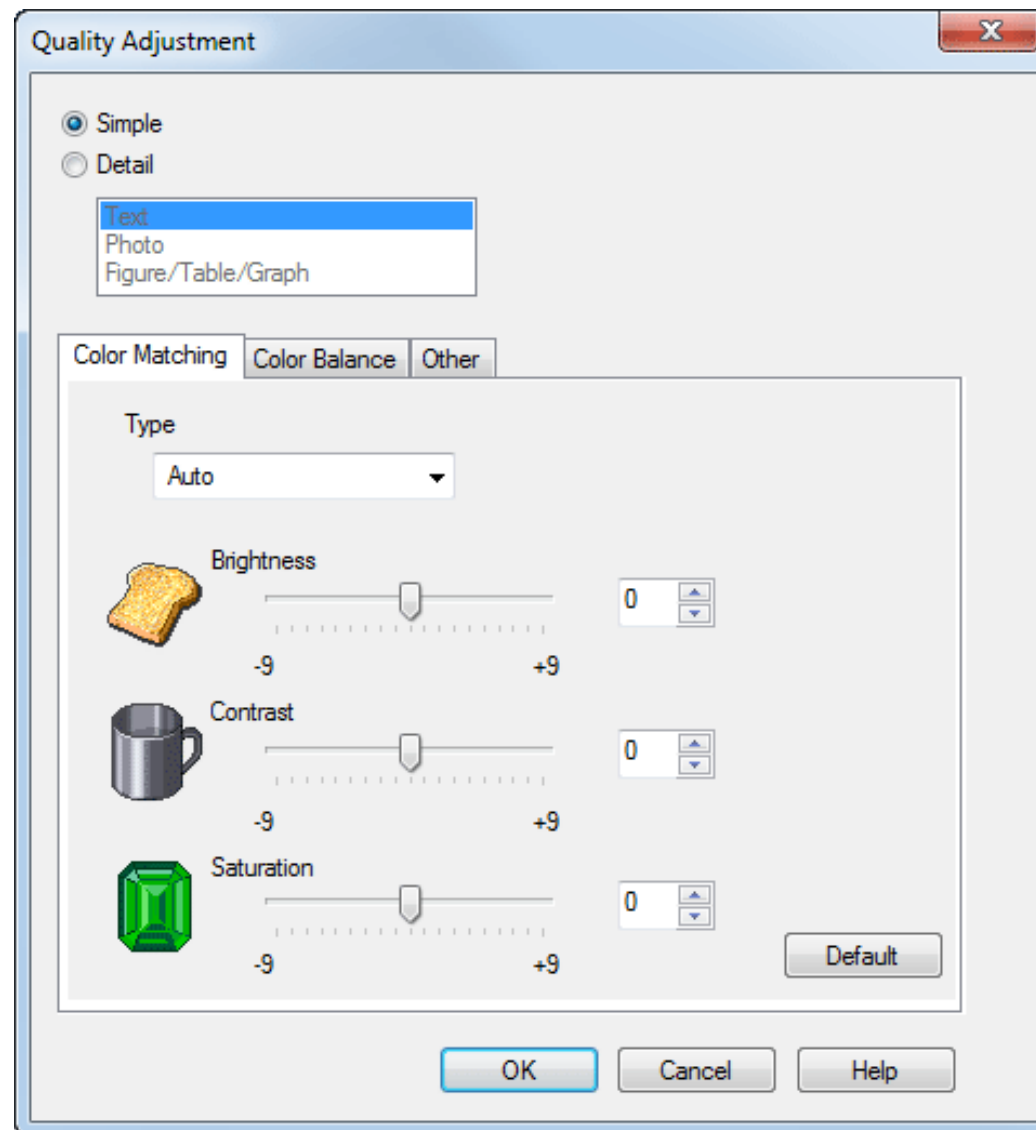 Quality Adjustment
Simple
Detail
Text
Photo
Figure/Table/Graph
Color Matching Color Balance Other
Type
Auto
Brightness
0
-9 +9
Contrast
0
-9 +9
Saturation
0
-9 +9
Default
OK Cancel Help